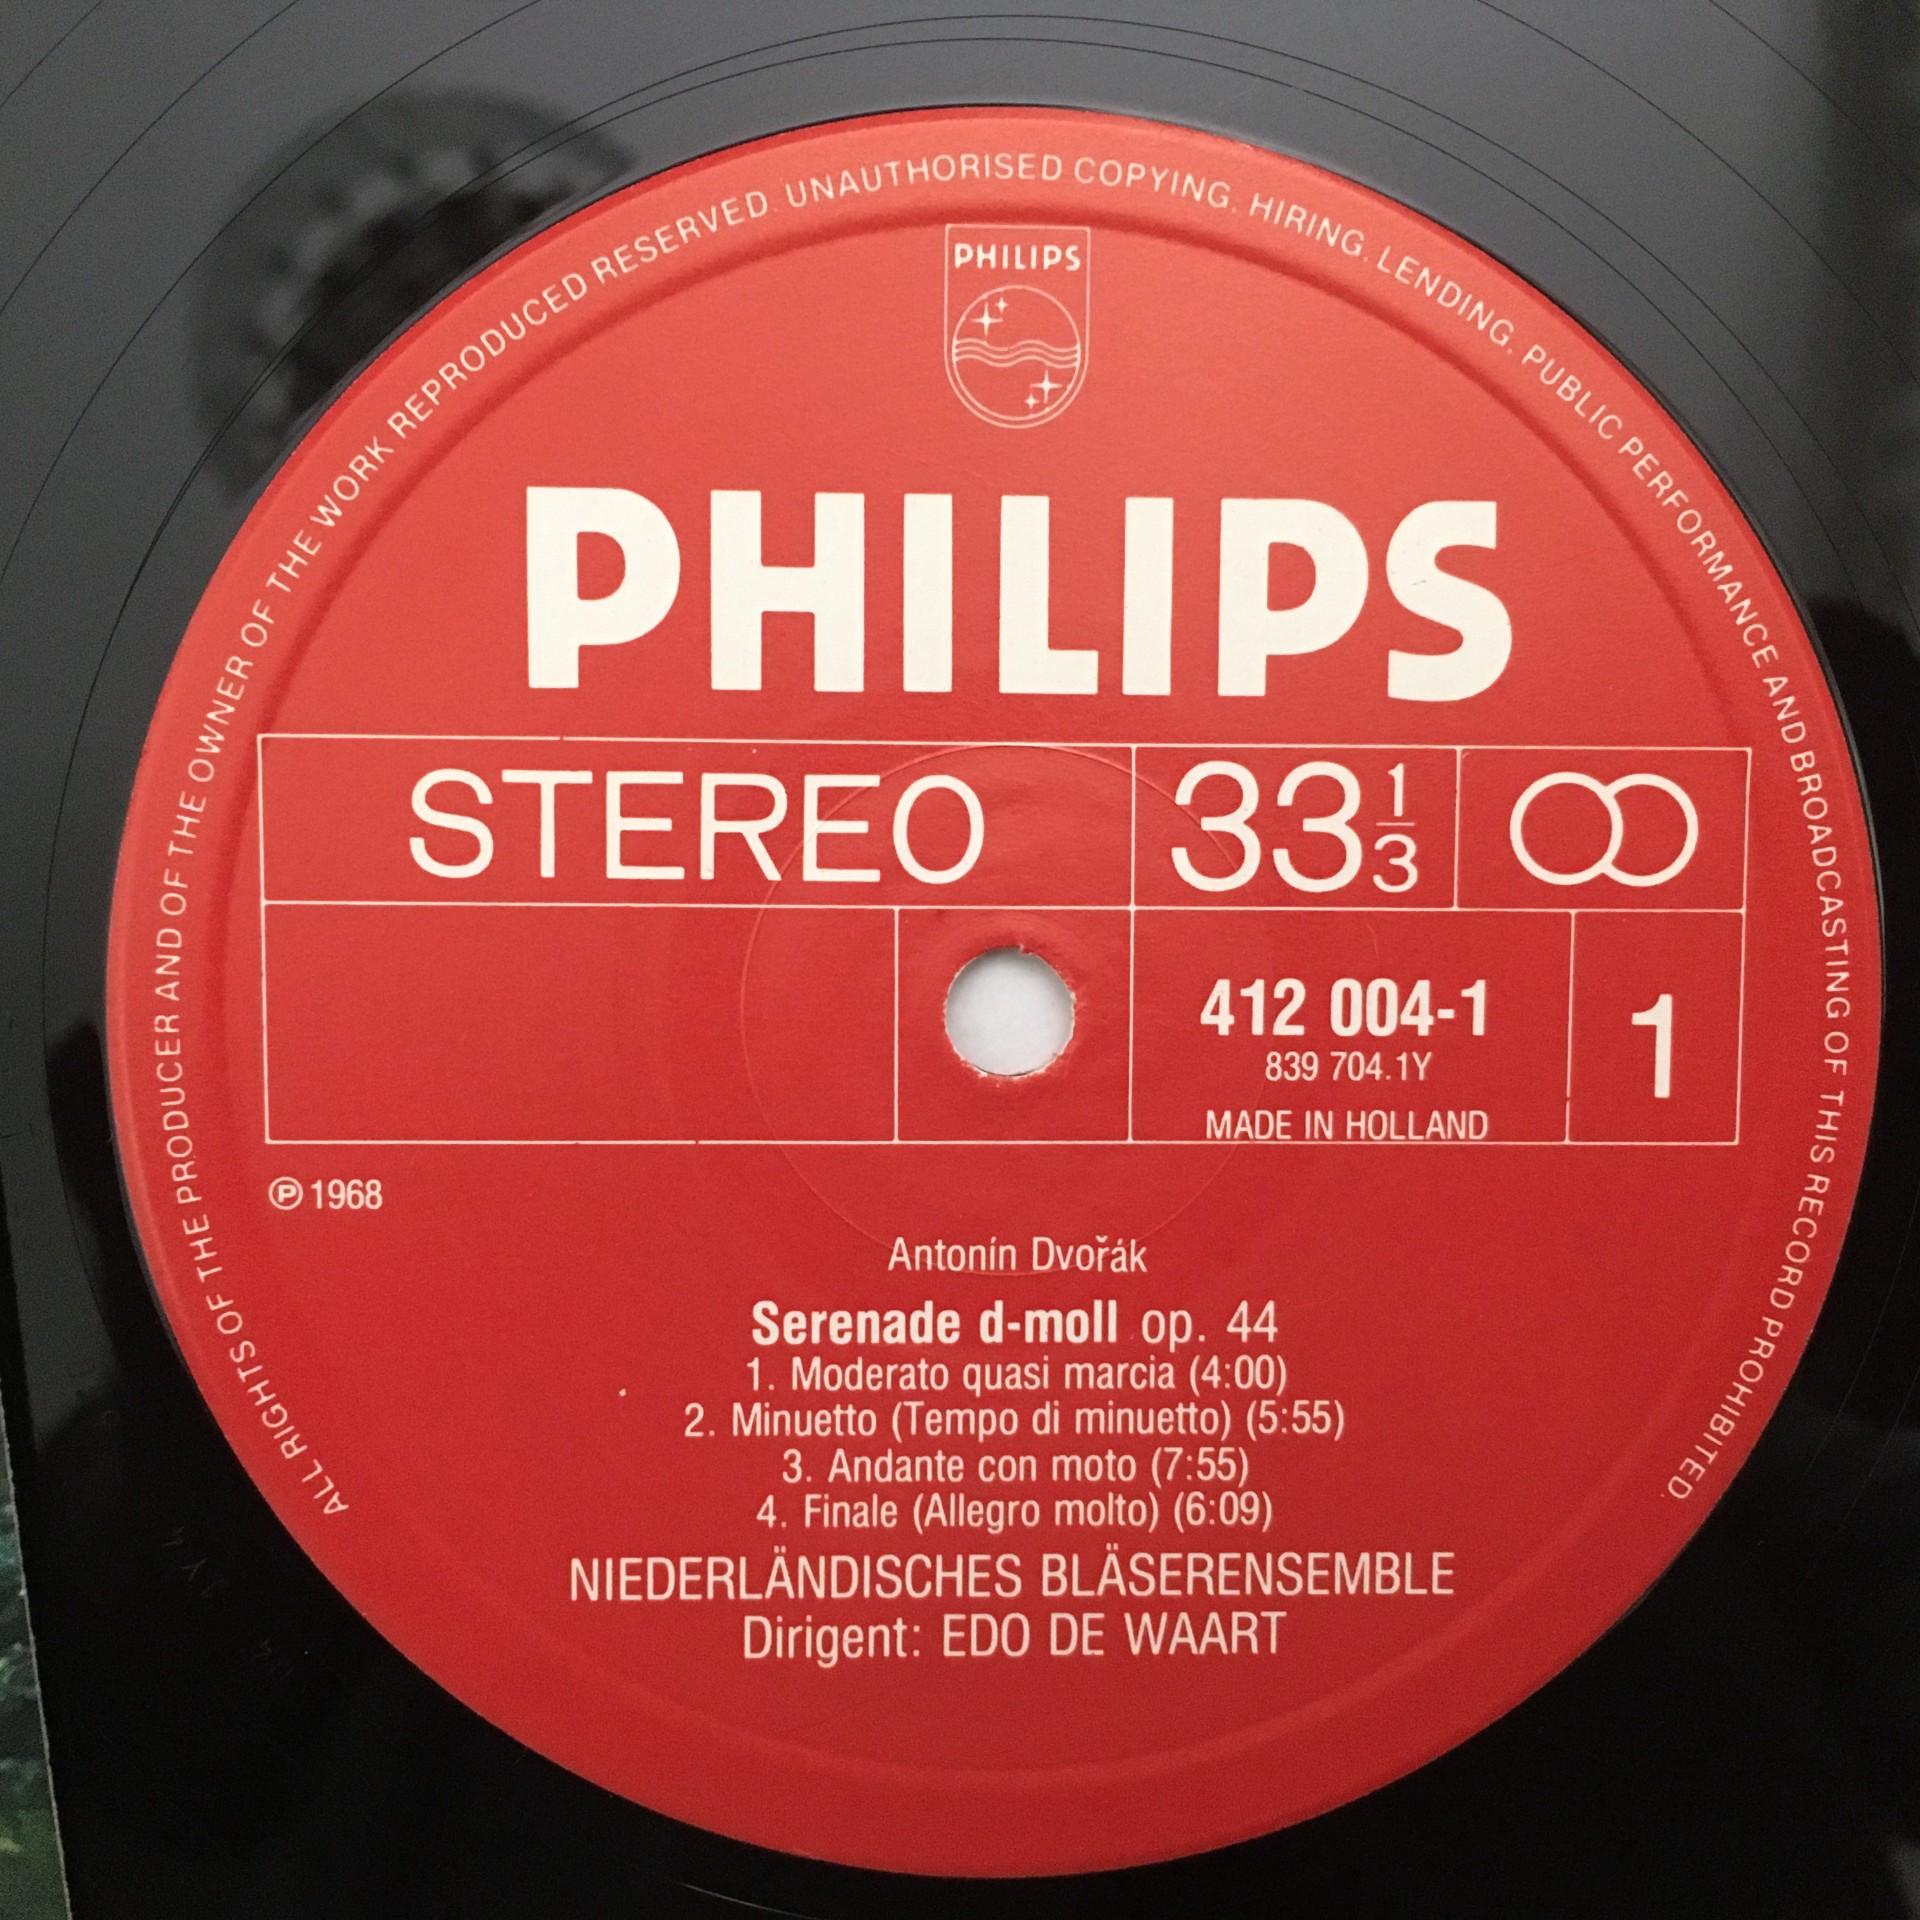 ALL RIGHTS OF THE PRODUCER AND OF THE OWNER OF THE WORK REPRODUCED RESERVED. UNAUTHORISED COPYING. HIRING. LENDING. PUBLIC PERFORMANCE AND BROADCASTING OF THIS RECORD PROHIBITED.
PHILIPS
PHILIPS
STEREO 33 1/3
412 004-1 1
839 704.1Y
MADE IN HOLLAND
℗ 1968
Antonín Dvořák
Serenade d-moll op. 44
1. Moderato quasi marcia (4:00)
2. Minuetto (Tempo di minuetto) (5:55)
3. Andante con moto (7:55)
4. Finale (Allegro molto) (6:09)
NIEDERLÄNDISCHES BLÄSERENSEMBLE
Dirigent: EDO DE WAART